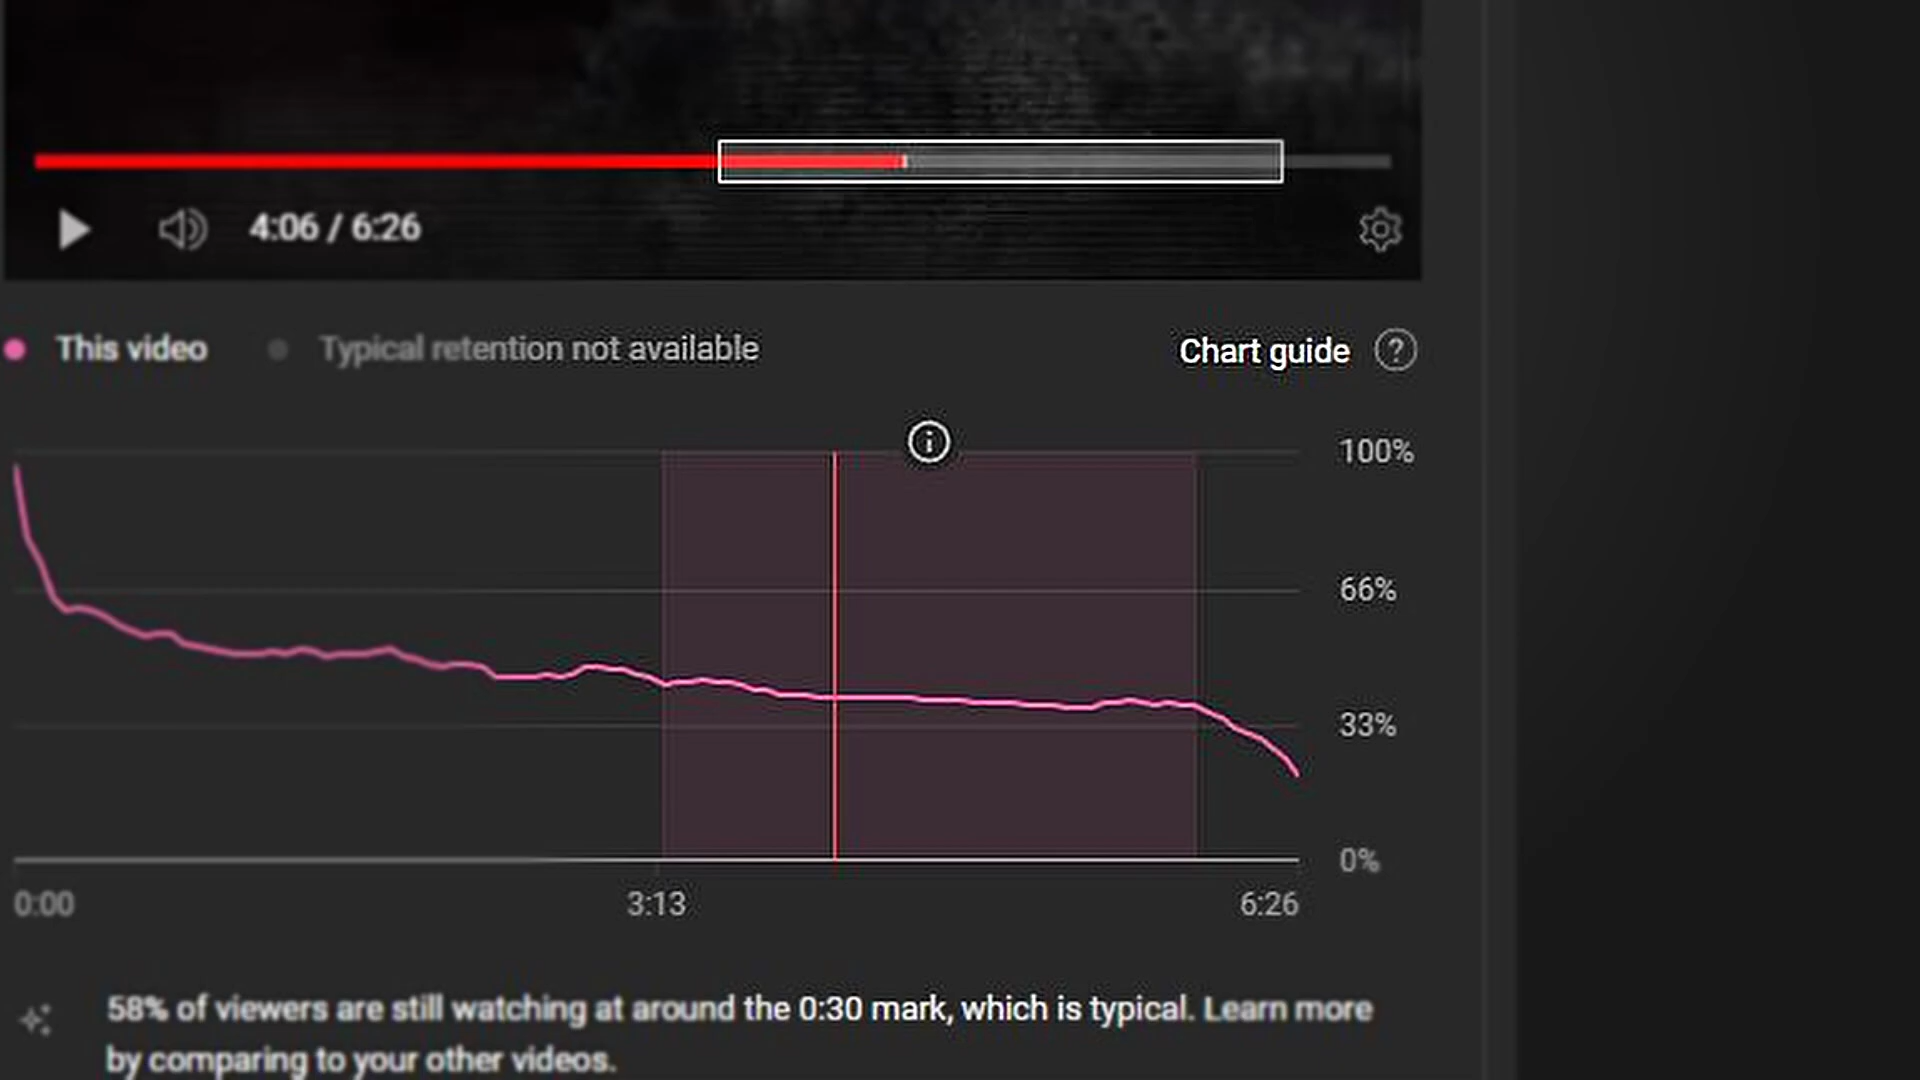 4:06 / 6:26
This video
Typical retention not available
Chart guide
100%
66%
33%
0%
0:00
3:13
6:26
58% of viewers are still watching at around the 0:30 mark, which is typical. Learn more
by comparing to your other videos.